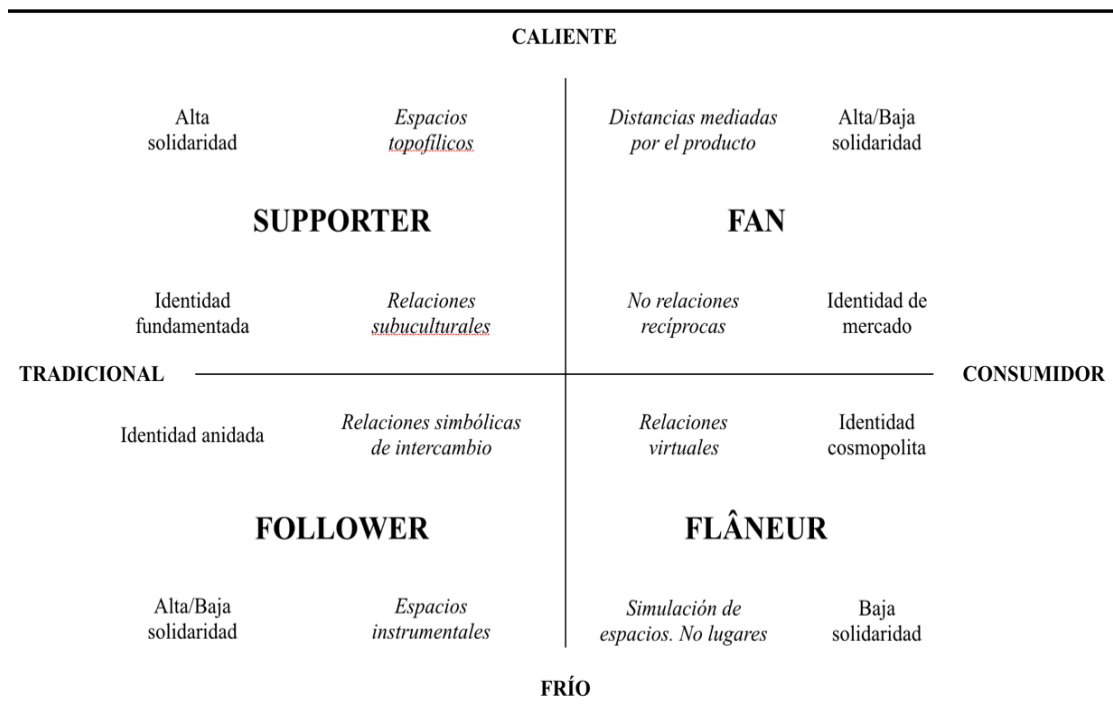 CALIENTE
Alta
solidaridad
Espacios
topofílicos
Distancias mediadas
por el producto
Alta/Baja
solidaridad
SUPPORTER
FAN
Identidad
fundamentada
Relaciones
subuculturales
No relaciones
recíprocas
Identidad de
mercado
TRADICIONAL
CONSUMIDOR
Identidad anidada
Relaciones simbólicas
de intercambio
Relaciones
virtuales
Identidad
cosmopolita
FOLLOWER
FLÂNEUR
Alta/Baja
solidaridad
Espacios
instrumentales
Simulación de
espacios. No lugares
Baja
solidaridad
FRÍO